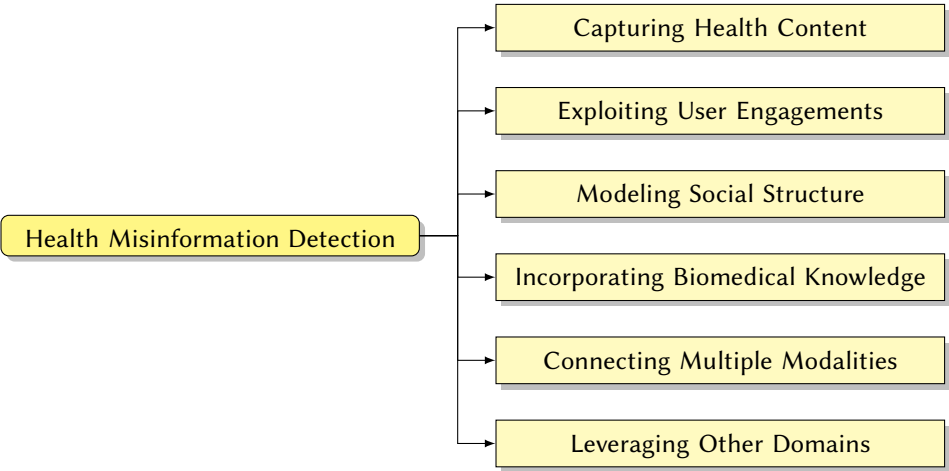 Capturing Health Content
Exploiting User Engagements
Modeling Social Structure
Health Misinformation Detection
Incorporating Biomedical Knowledge
Connecting Multiple Modalities
Leveraging Other Domains